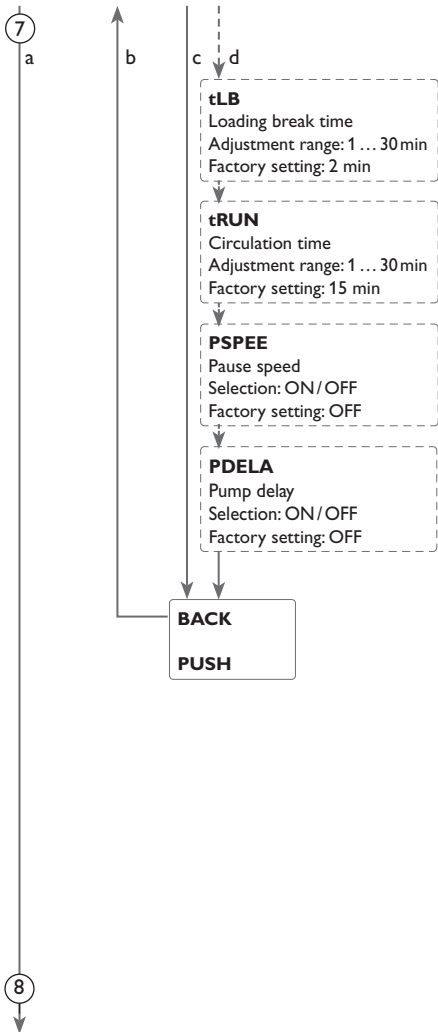 7
a
b
c
d
tLB
Loading break time
Adjustment range: 1 … 30 min
Factory setting: 2 min
tRUN
Circulation time
Adjustment range: 1 … 30 min
Factory setting: 15 min
PSPEE
Pause speed
Selection: ON / OFF
Factory setting: OFF
PDELA
Pump delay
Selection: ON / OFF
Factory setting: OFF
BACK
PUSH
8